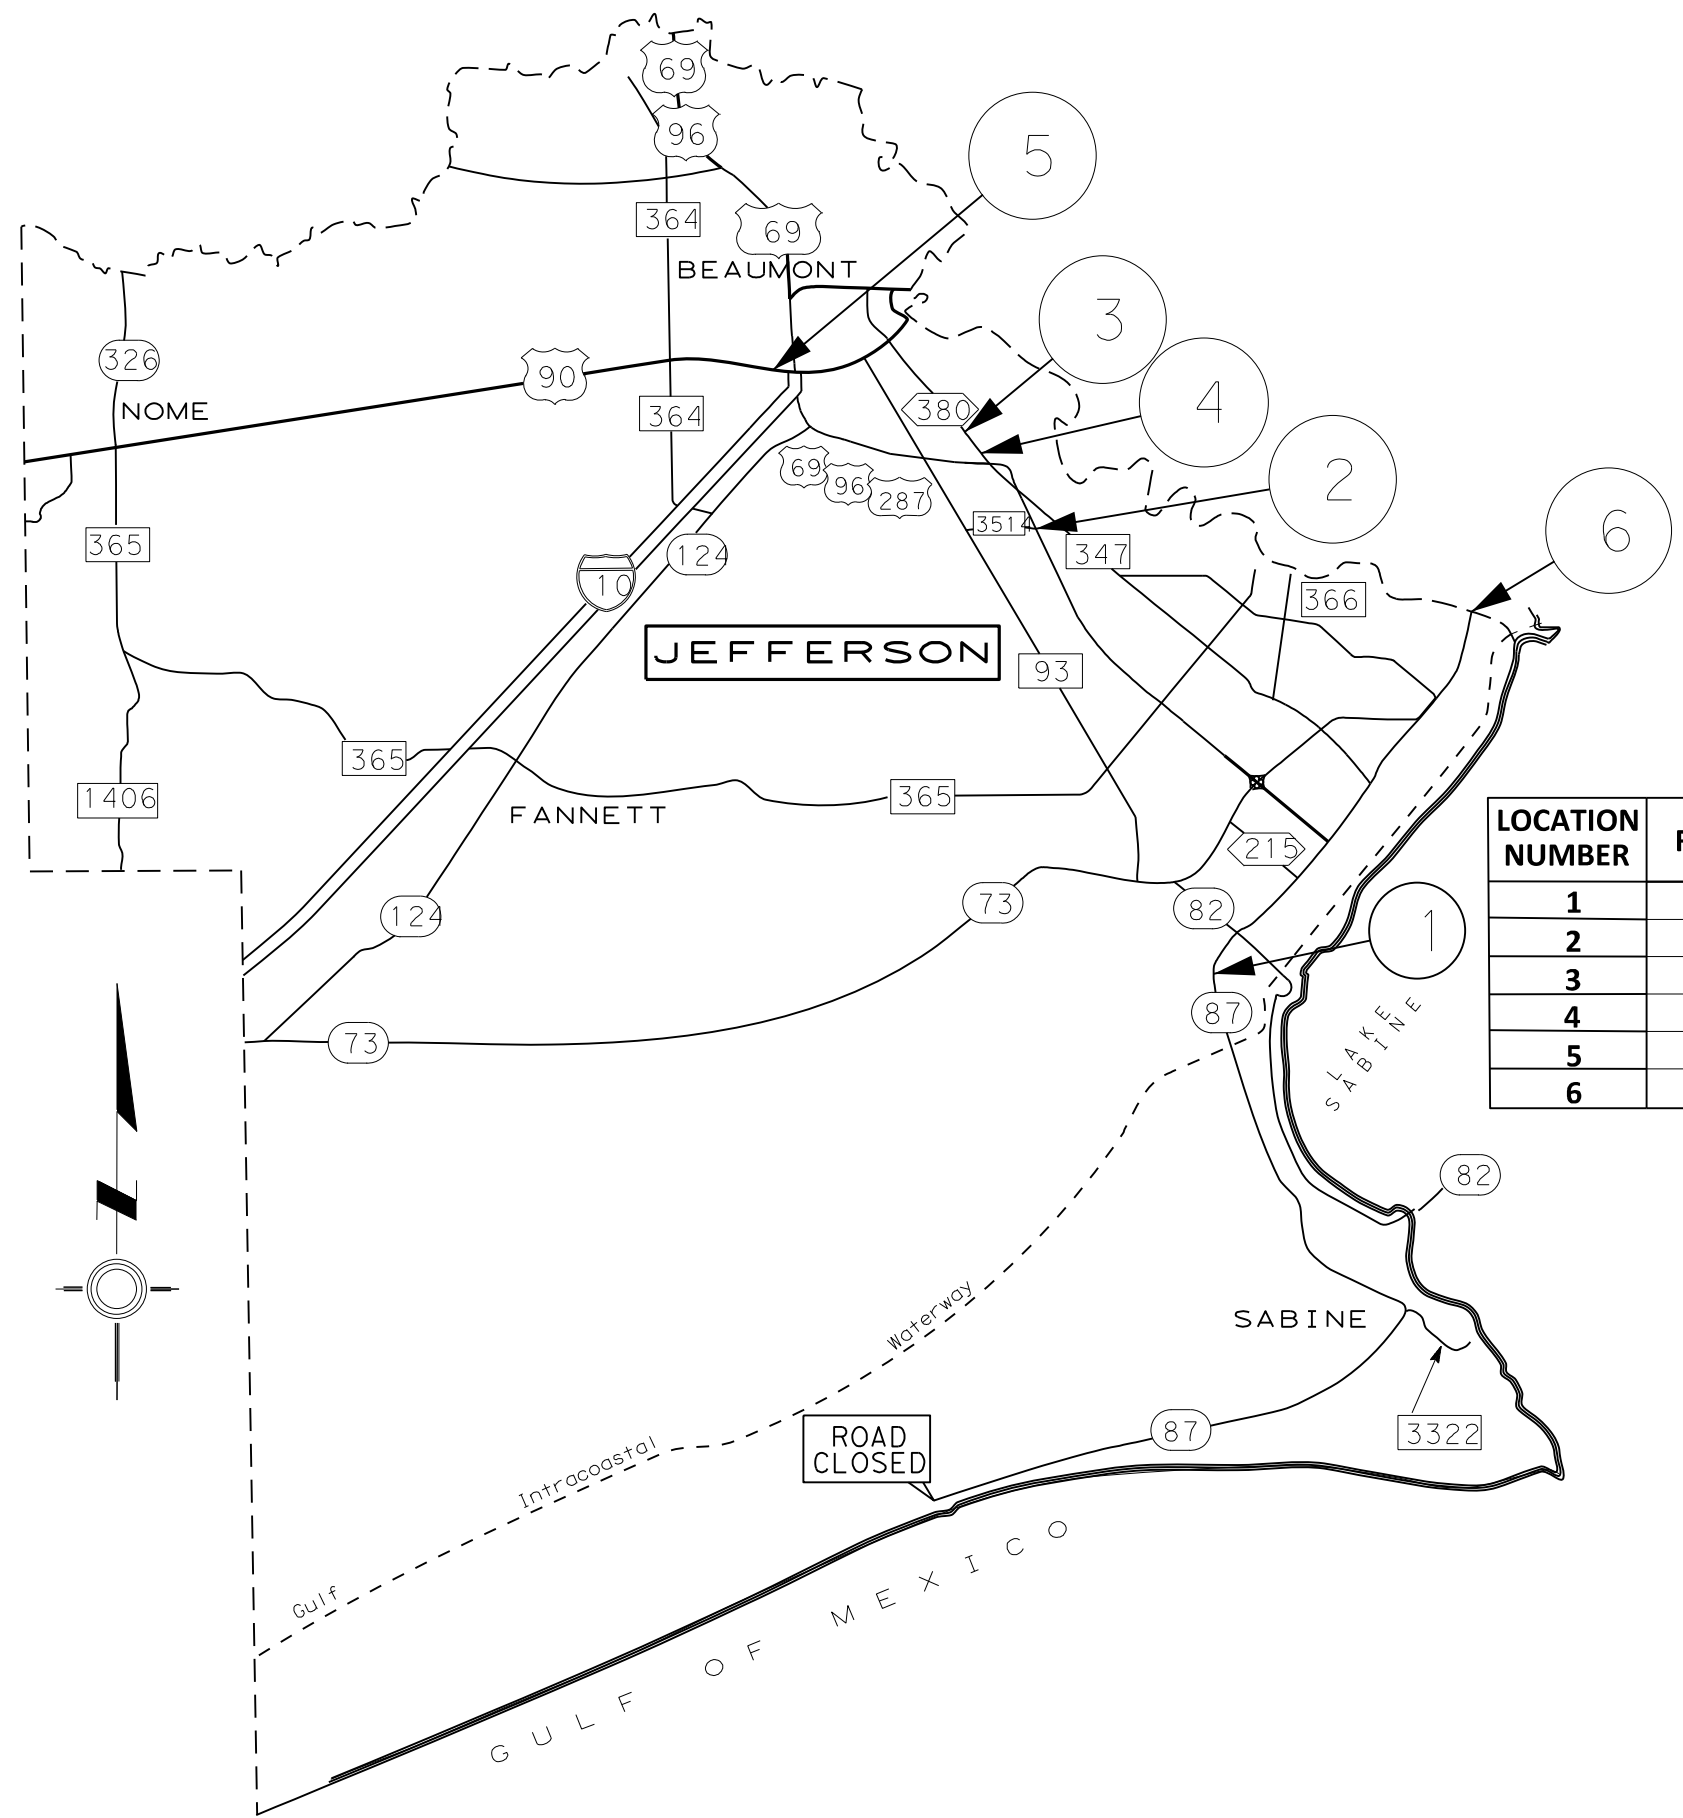 69
96
5
364
69
BEAUMONT
3
326
90
NOME
364
380
4
69
96
287
2
3514
365
124
10
347
6
366
JEFFERSON
93
365
1406
FANNETT
365
LOCATION
NUMBER
1
2
3
4
5
6
215
124
73
82
1
87
73
LAKE
SABINE
82
SABINE
Waterway
ROAD
CLOSED
87
3322
Intracoastal
Gulf
GULF OF MEXICO